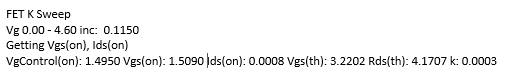 FET K Sweep
Vg 0.00 - 4.60 inc:  0.1150
Getting Vgs(on), Ids(on)
VgControl(on): 1.4950 Vgs(on): 1.5090 Ids(on): 0.0008 Vgs(th): 3.2202 Rds(th): 4.1707 k: 0.0003